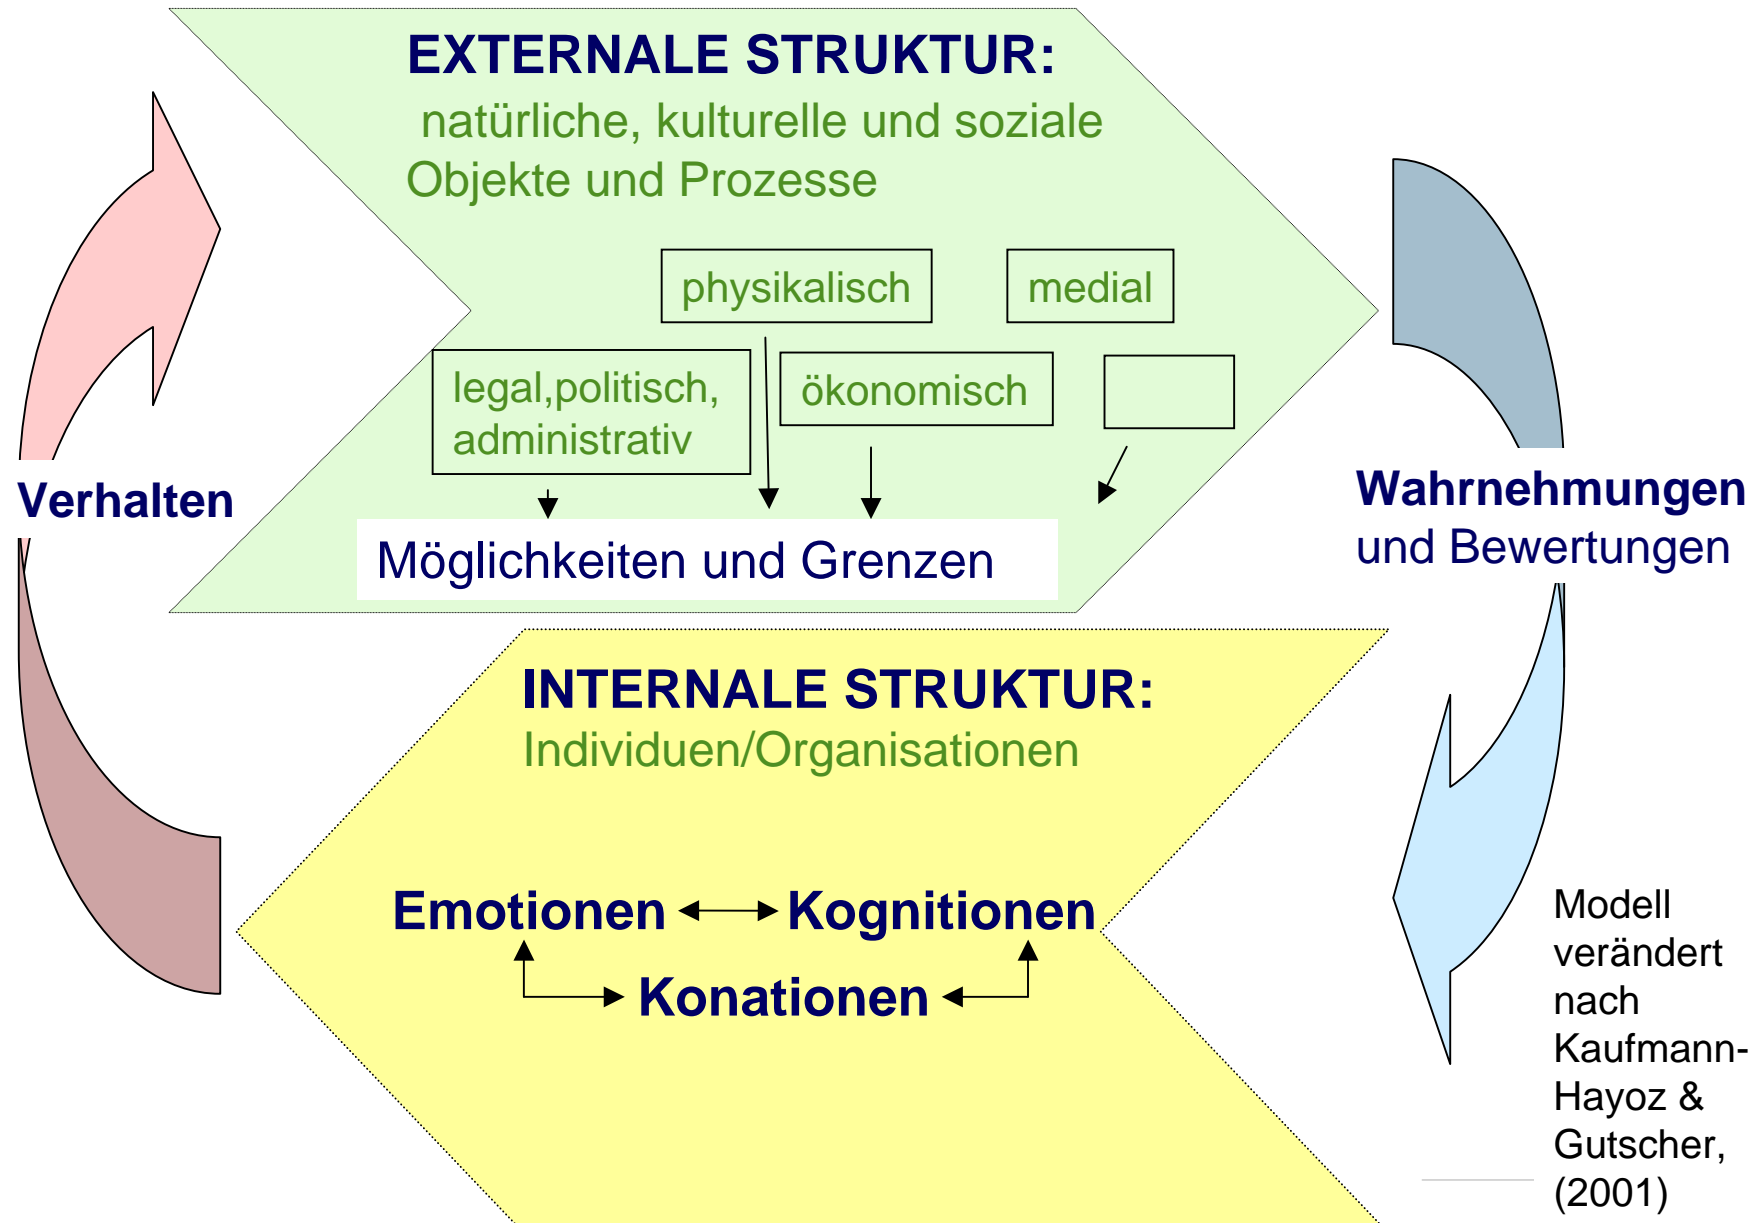 EXTERNALE STRUKTUR:
natürliche, kulturelle und soziale
Objekte und Prozesse
physikalisch
medial
legal,politisch,
administrativ
ökonomisch
Möglichkeiten und Grenzen
Verhalten
Wahrnehmungen
und Bewertungen
INTERNALE STRUKTUR:
Individuen/Organisationen
Emotionen
Kognitionen
Konationen
Modell
verändert
nach
Kaufmann-
Hayoz &
Gutscher,
(2001)